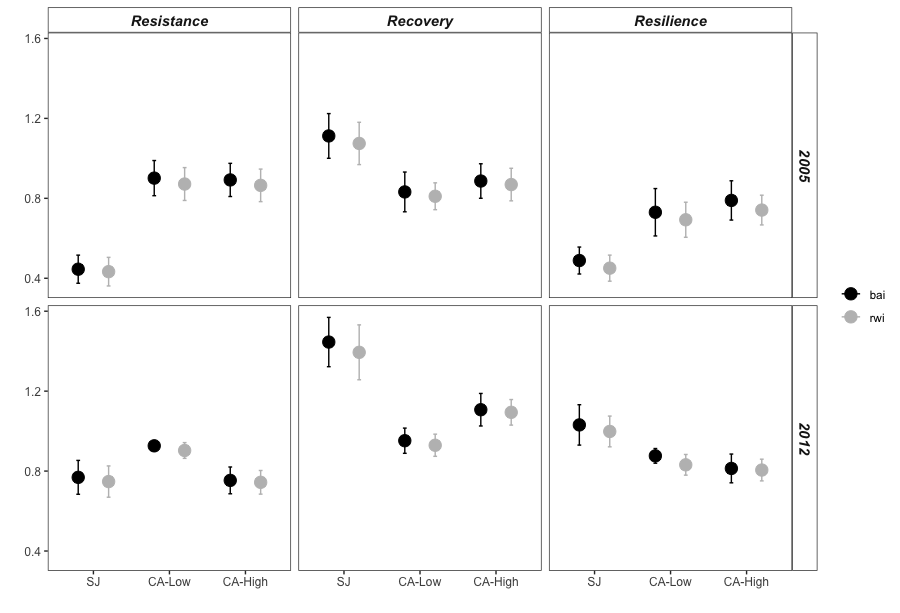 Resistance Recovery Resilience
1.6
1.2
0.8
0.4
2005
bai
rwi
1.6
1.2
0.8
0.4
2012
SJ CA-Low CA-High SJ CA-Low CA-High SJ CA-Low CA-High